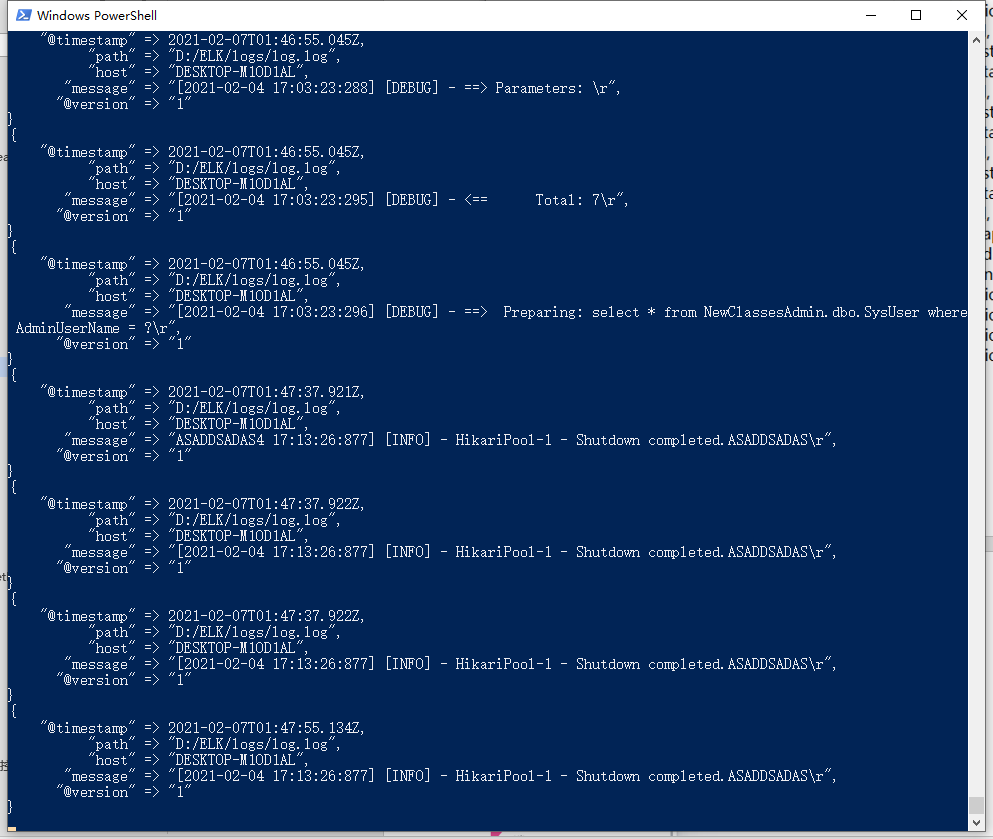 Windows PowerShell
"@timestamp" => 2021-02-07T01:46:55.045Z,
"path" => "D:/ELK/logs/log.log",
"host" => "DESKTOP-M1OD1AL",
"message" => "[2021-02-04 17:03:23:288] [DEBUG] - ==> Parameters: \r",
"@version" => "1"
}
{
"@timestamp" => 2021-02-07T01:46:55.045Z,
"path" => "D:/ELK/logs/log.log",
"host" => "DESKTOP-M1OD1AL",
"message" => "[2021-02-04 17:03:23:295] [DEBUG] - <==      Total: 7\r",
"@version" => "1"
}
{
"@timestamp" => 2021-02-07T01:46:55.045Z,
"path" => "D:/ELK/logs/log.log",
"host" => "DESKTOP-M1OD1AL",
"message" => "[2021-02-04 17:03:23:296] [DEBUG] - ==>  Preparing: select * from NewClassesAdmin.dbo.SysUser where
AdminUserName = ?\r",
"@version" => "1"
}
{
"@timestamp" => 2021-02-07T01:47:37.921Z,
"path" => "D:/ELK/logs/log.log",
"host" => "DESKTOP-M1OD1AL",
"message" => "ASADDSADAS4 17:13:26:877] [INFO] - HikariPool-1 - Shutdown completed.ASADDSADAS\r",
"@version" => "1"
}
{
"@timestamp" => 2021-02-07T01:47:37.922Z,
"path" => "D:/ELK/logs/log.log",
"host" => "DESKTOP-M1OD1AL",
"message" => "[2021-02-04 17:13:26:877] [INFO] - HikariPool-1 - Shutdown completed.ASADDSADAS\r",
"@version" => "1"
}
{
"@timestamp" => 2021-02-07T01:47:37.922Z,
"path" => "D:/ELK/logs/log.log",
"host" => "DESKTOP-M1OD1AL",
"message" => "[2021-02-04 17:13:26:877] [INFO] - HikariPool-1 - Shutdown completed.ASADDSADAS\r",
"@version" => "1"
}
{
"@timestamp" => 2021-02-07T01:47:55.134Z,
"path" => "D:/ELK/logs/log.log",
"host" => "DESKTOP-M1OD1AL",
"message" => "[2021-02-04 17:13:26:877] [INFO] - HikariPool-1 - Shutdown completed.ASADDSADAS\r",
"@version" => "1"
}